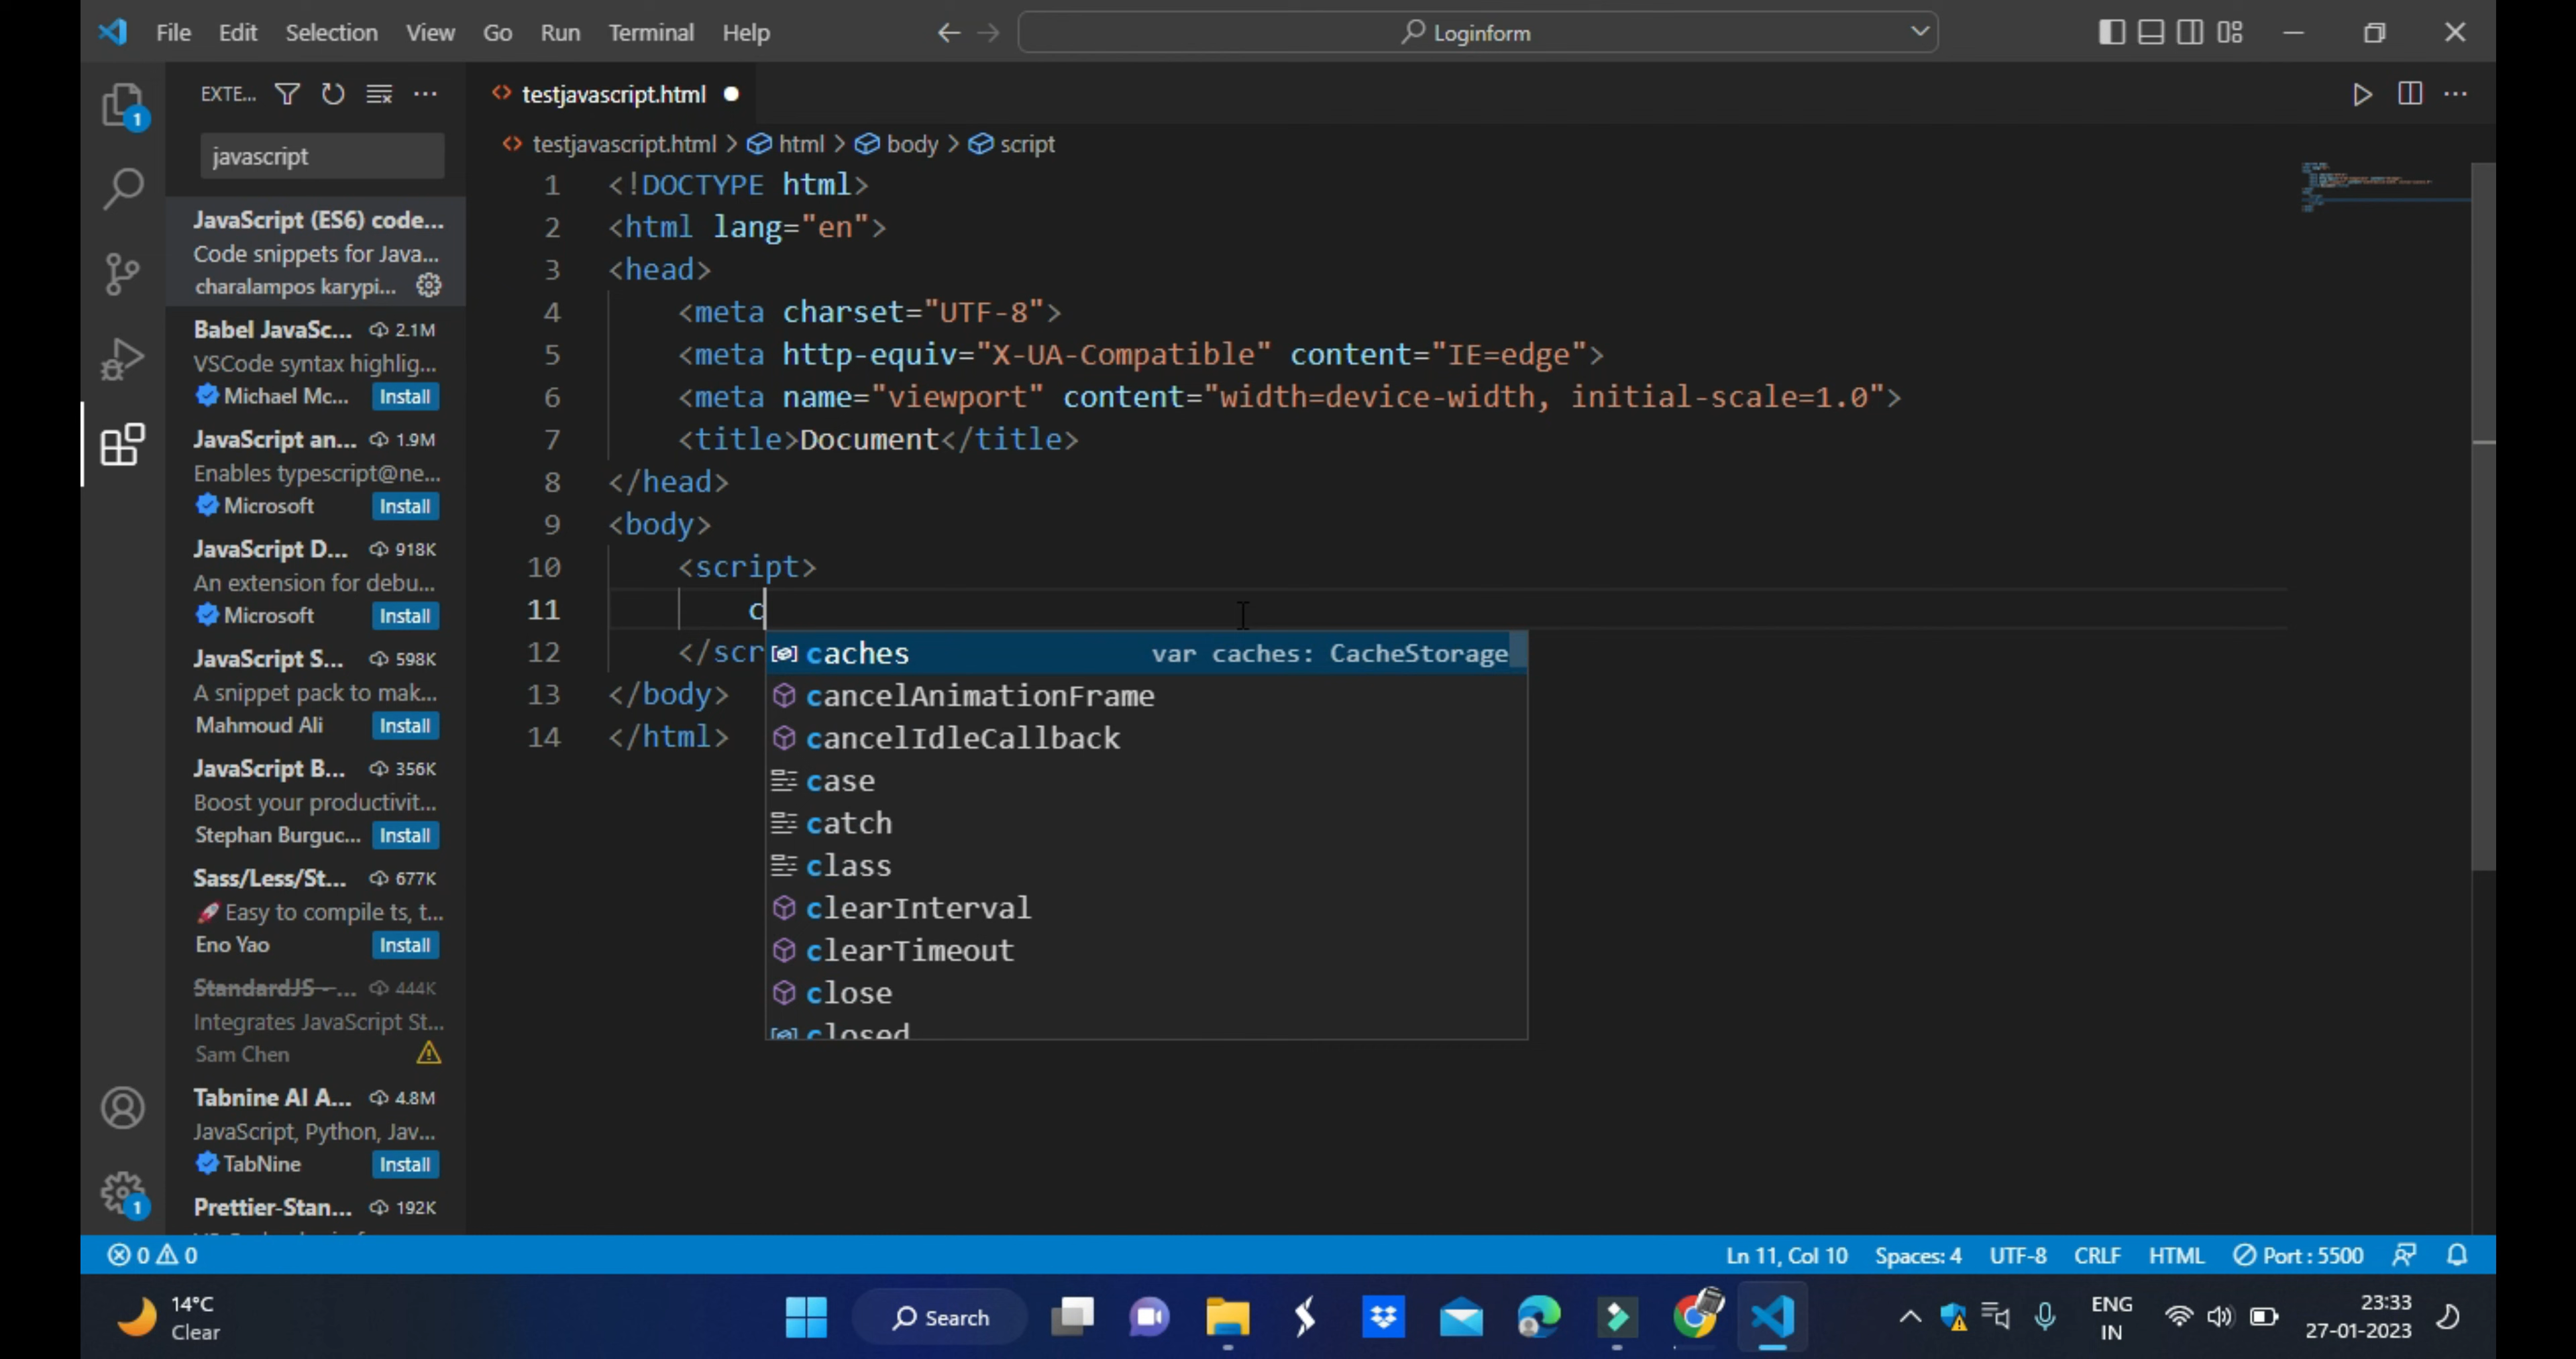 File Edit Selection View Go Run Terminal Help
Loginform
EXTE...
javascript
JavaScript (ES6) code...
Code snippets for Java...
charalampos karypi...
Babel JavaSc... 2.1M
VSCode syntax highlig...
Michael Mc... Install
JavaScript an... 1.9M
Enables typescript@ne...
Microsoft Install
JavaScript D... 918K
An extension for debu...
Microsoft Install
JavaScript S... 598K
A snippet pack to mak...
Mahmoud Ali Install
JavaScript B... 356K
Boost your productivit...
Stephan Burguc... Install
Sass/Less/St... 677K
Easy to compile ts, t...
Eno Yao Install
StandardJS - ... 444K
Integrates JavaScript St...
Sam Chen
Tabnine AI A... 4.8M
JavaScript, Python, Jav...
TabNine Install
Prettier-Stan... 192K
1
1
testjavascript.html
testjavascript.html > html > body > script
1 <!DOCTYPE html>
2 <html lang="en">
3 <head>
4 <meta charset="UTF-8">
5 <meta http-equiv="X-UA-Compatible" content="IE=edge">
6 <meta name="viewport" content="width=device-width, initial-scale=1.0">
7 <title>Document</title>
8 </head>
9 <body>
10 <script>
11 c
12 </scr
13 </body>
14 </html>
caches var caches: CacheStorage
cancelAnimationFrame
cancelIdleCallback
case
catch
class
clearInterval
clearTimeout
close
closed
0 0
Ln 11, Col 10 Spaces: 4 UTF-8 CRLF HTML Port : 5500
14°C
Clear
Search
ENG
IN
23:33
27-01-2023